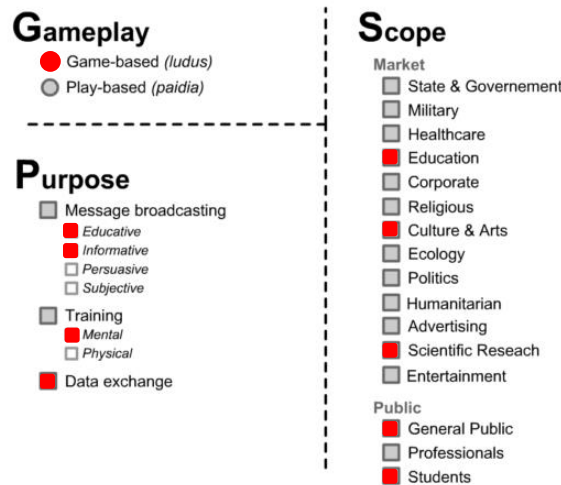 Gameplay
Game-based (ludus)
Play-based (paidia)
Purpose
Message broadcasting
Educative
Informative
Persuasive
Subjective
Training
Mental
Physical
Data exchange
Scope
Market
State & Governement
Military
Healthcare
Education
Corporate
Religious
Culture & Arts
Ecology
Politics
Humanitarian
Advertising
Scientific Reseach
Entertainment
Public
General Public
Professionals
Students